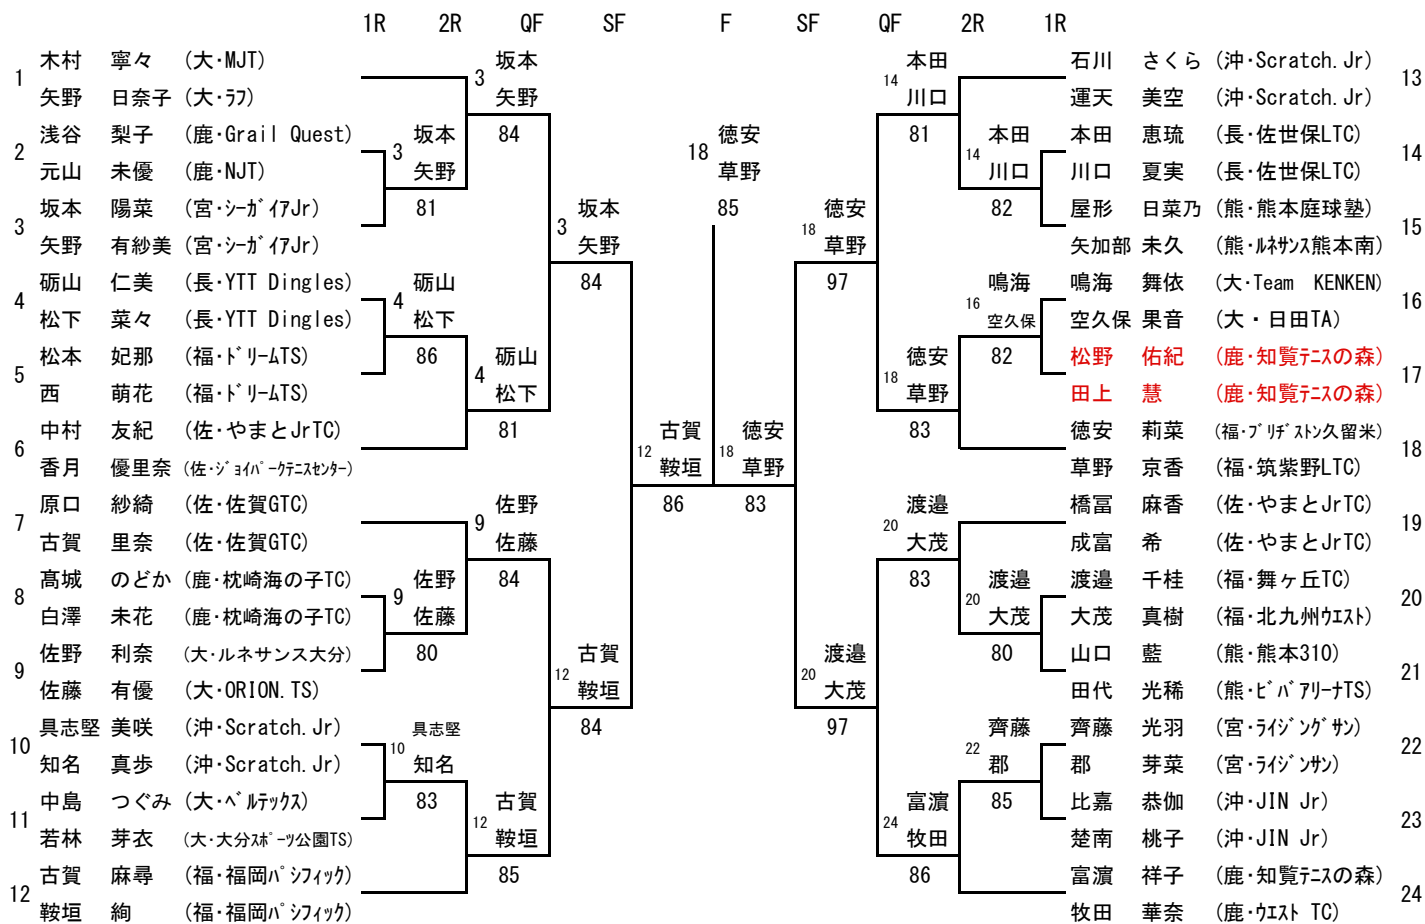 1R 2R QF SF F SF QF 2R 1R
1 木村 寧々 (大・MJT)
矢野 日奈子 (大・ﾗﾌ)
2 浅谷 梨子 (鹿・Grail Quest)
元山 未優 (鹿・NJT)
3 坂本 陽菜 (宮・ｼｰｶﾞｲｱJr)
矢野 有紗美 (宮・ｼｰｶﾞｲｱJr)
4 砺山 仁美 (長・YTT Dingles)
松下 菜々 (長・YTT Dingles)
5 松本 妃那 (福・ﾄﾞﾘｰﾑTS)
西 萌花 (福・ﾄﾞﾘｰﾑTS)
6 中村 友紀 (佐・やまとJrTC)
香月 優里奈 (佐・ｼﾞｮｲﾊﾟｰｸﾃﾆｽｾﾝﾀｰ)
7 原口 紗綺 (佐・佐賀GTC)
古賀 里奈 (佐・佐賀GTC)
8 髙城 のどか (鹿・枕崎海の子TC)
白澤 未花 (鹿・枕崎海の子TC)
9 佐野 利奈 (大・ルネサンス大分)
佐藤 有優 (大・ORION.TS)
10 具志堅 美咲 (沖・Scratch.Jr)
知名 真歩 (沖・Scratch.Jr)
11 中島 つぐみ (大・ﾍﾞﾙﾃｯｸｽ)
若林 芽衣 (大・大分ｽﾎﾟｰﾂ公園TS)
12 古賀 麻尋 (福・福岡ﾊﾟｼﾌｨｯｸ)
鞍垣 絢 (福・福岡ﾊﾟｼﾌｨｯｸ)
3 坂本
矢野
81
4 砺山
松下
86
9 佐野
佐藤
80
10 具志堅
知名
83
3 坂本
矢野
84
4 砺山
松下
81
9 佐野
佐藤
84
12 古賀
鞍垣
85
3 坂本
矢野
84
12 古賀
鞍垣
84
12 古賀
鞍垣
86
18 徳安
草野
85
18 徳安
草野
83
18 徳安
草野
97
20 渡邉
大茂
97
14 本田
川口
81
18 徳安
草野
83
20 渡邉
大茂
83
24 富濵
牧田
86
14 本田
川口
82
16 鳴海
空久保
82
20 渡邉
大茂
80
22 齊藤
郡
85
石川 さくら (沖・Scratch.Jr) 13
運天 美空 (沖・Scratch.Jr)
本田 恵琉 (長・佐世保LTC) 14
川口 夏実 (長・佐世保LTC)
屋形 日菜乃 (熊・熊本庭球塾) 15
矢加部 未久 (熊・ﾙﾈｻﾝｽ熊本南)
鳴海 舞依 (大・Team KENKEN) 16
空久保 果音 (大・日田TA)
松野 佑紀 (鹿・知覧ﾃﾆｽの森) 17
田上 慧 (鹿・知覧ﾃﾆｽの森)
徳安 莉菜 (福・ﾌﾞﾘﾁﾞｽﾄﾝ久留米) 18
草野 京香 (福・筑紫野LTC)
橋冨 麻香 (佐・やまとJrTC) 19
成富 希 (佐・やまとJrTC)
渡邉 千桂 (福・舞ヶ丘TC) 20
大茂 真樹 (福・北九州ｳｴｽﾄ)
山口 藍 (熊・熊本310) 21
田代 光稀 (熊・ﾋﾞﾊﾞｱﾘｰﾅTS)
齊藤 光羽 (宮・ﾗｲｼﾞﾝｸﾞｻﾝ) 22
郡 芽菜 (宮・ﾗｲｼﾞﾝｻﾝ)
比嘉 恭伽 (沖・JIN Jr) 23
楚南 桃子 (沖・JIN Jr)
富濵 祥子 (鹿・知覧ﾃﾆｽの森) 24
牧田 華奈 (鹿・ｳｴｽﾄ TC)